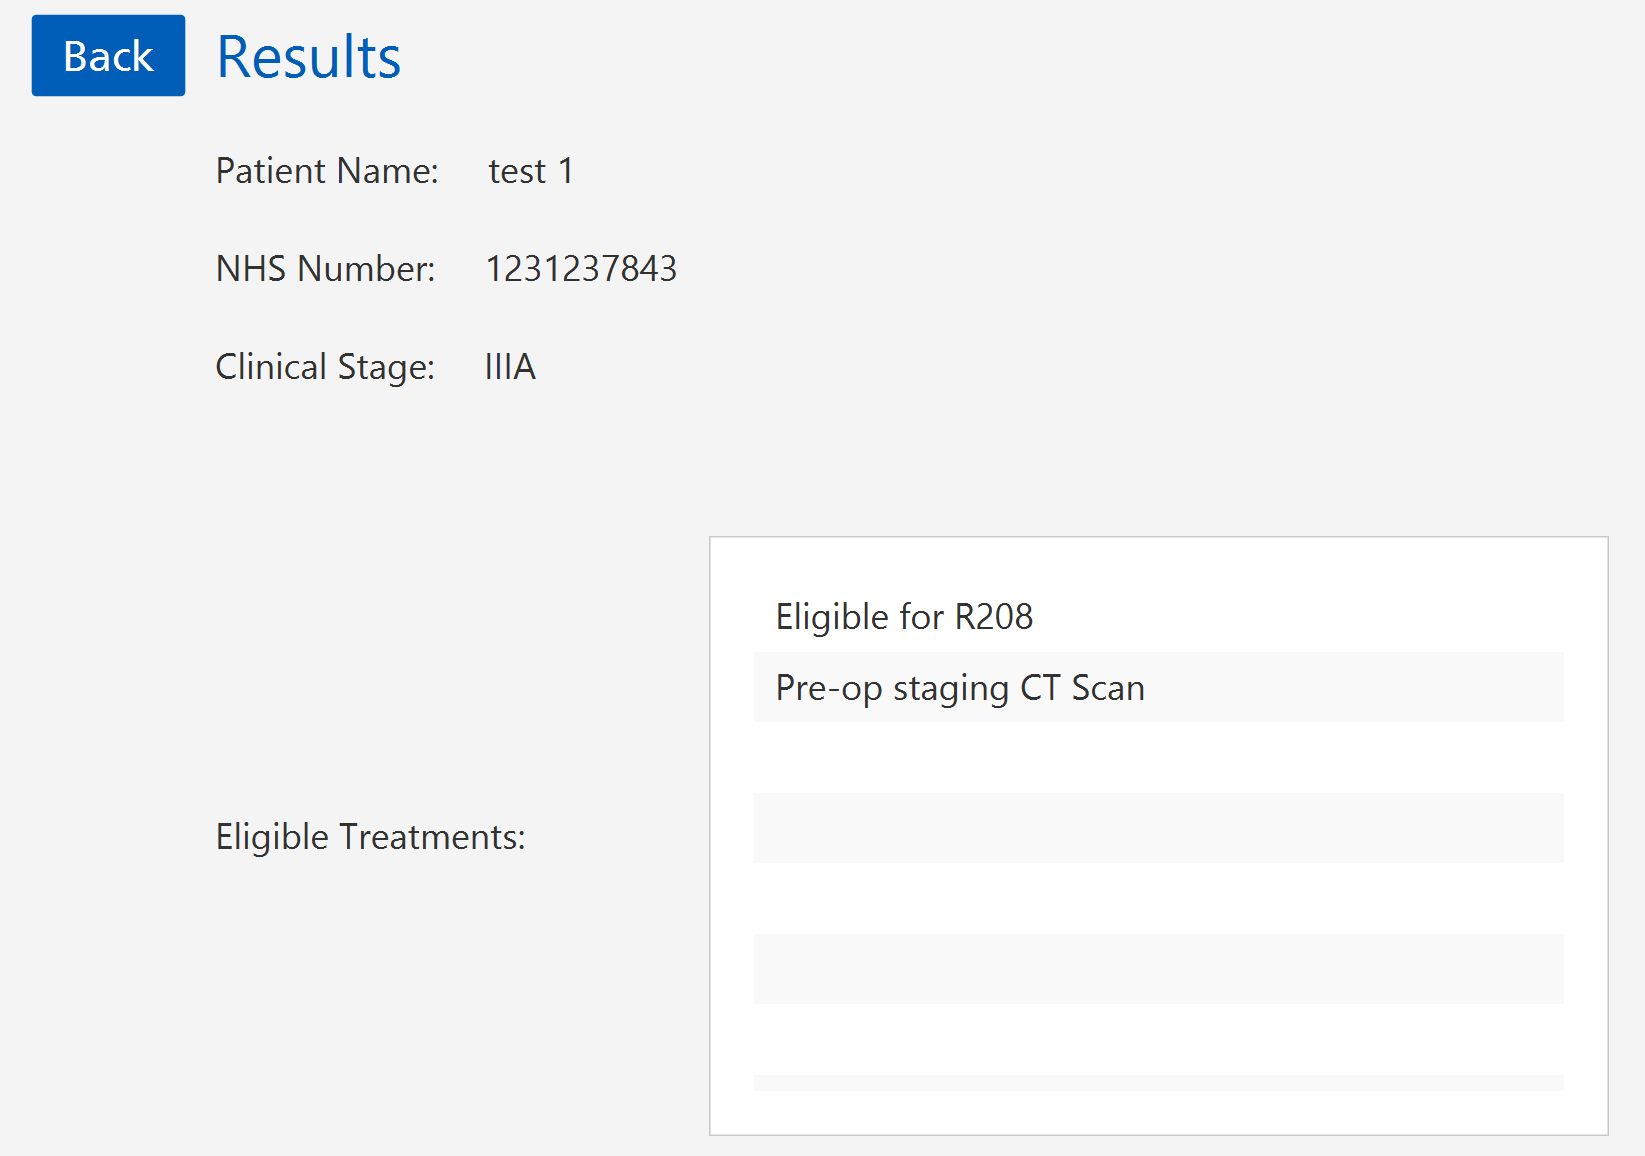 Back Results
Patient Name: test 1
NHS Number: 1231237843
Clinical Stage: IIIA
Eligible Treatments:
Eligible for R208
Pre-op staging CT Scan